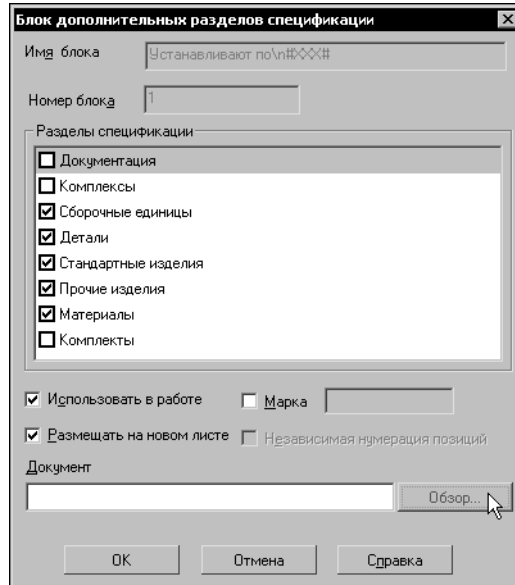 Блок дополнительных разделов спецификации
Имя блока
Устанавливают по\n#XXX#
Номер блока
1
Разделы спецификации
Документация
Комплексы
Сборочные единицы
Детали
Стандартные изделия
Прочие изделия
Материалы
Комплекты
Использовать в работе
Марка
Размещать на новом листе
Независимая нумерация позиций
Документ
Обзор...
OK
Отмена
Справка